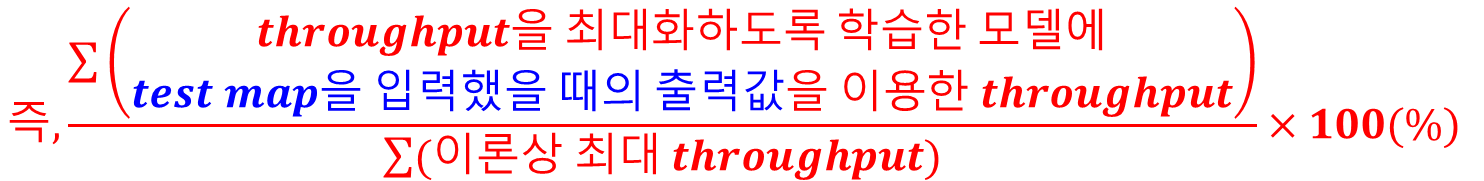 ∑(throughput을 최대화하도록 학습한 모델에
test map을 입력했을 때의 출력값을 이용한 throughput)
즉, × 100(%)
∑(이론상 최대 throughput)